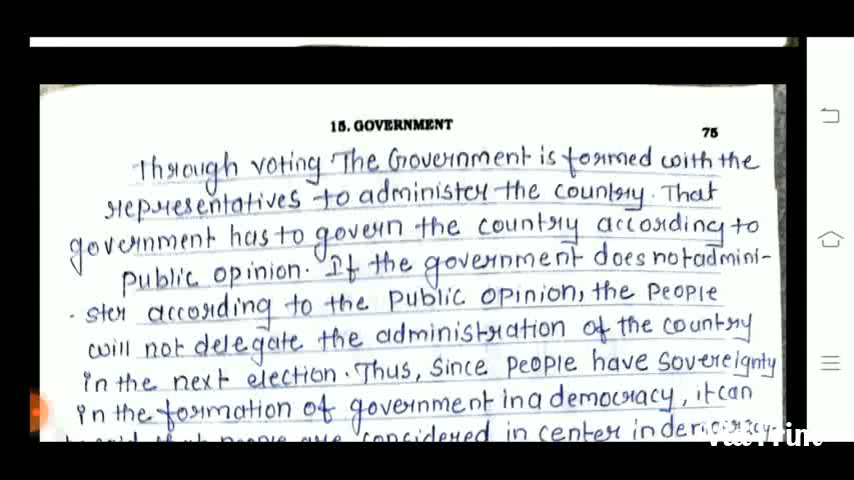 15. GOVERNMENT
75
Through voting The Government is formed with the
representatives to administer the country. That
government has to govern the country according to
Public opinion. If the government does not admini-
ster according to the Public opinion, the People
will not delegate the administration of the country
in the next election. Thus, since people have sovereignty
in the formation of government in a democracy, it can
people are considered in center in democracy